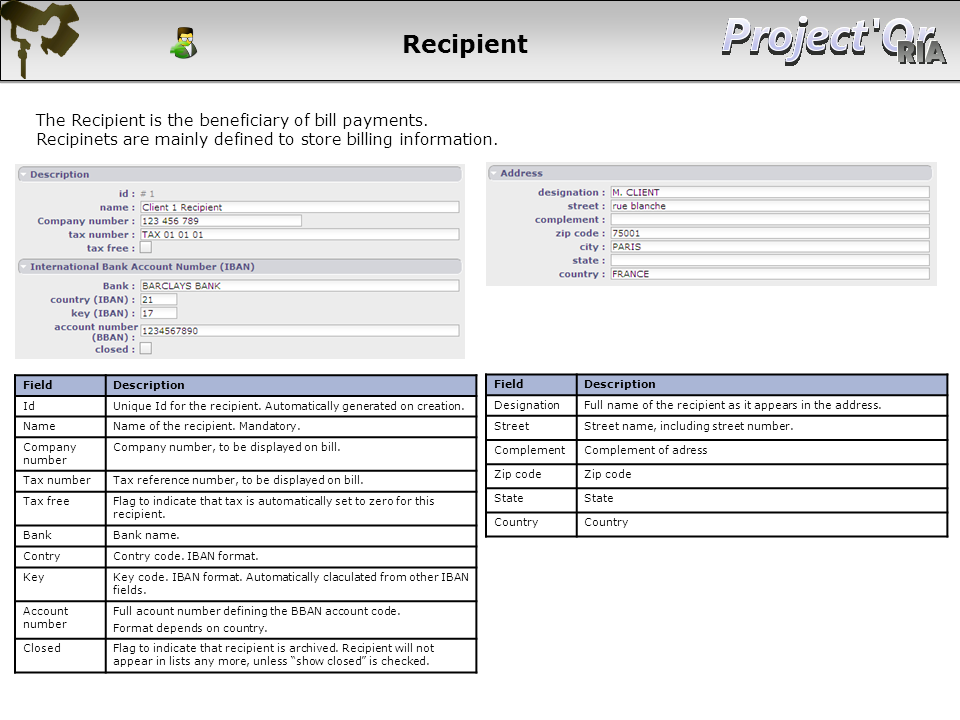 Recipient
Project'Or
RIA
The Recipient is the beneficiary of bill payments.
Recipinets are mainly defined to store billing information.
Description
id : # 1
name : Client 1 Recipient
Company number : 123 456 789
tax number : TAX 01 01 01
tax free :
International Bank Account Number (IBAN)
Bank : BARCLAYS BANK
country (IBAN) : 21
key (IBAN) : 17
account number
(BBAN) : 1234567890
closed :
Address
designation : M. CLIENT
street : rue blanche
complement :
zip code : 75001
city : PARIS
state :
country : FRANCE
Field Description
Id Unique Id for the recipient. Automatically generated on creation.
Name Name of the recipient. Mandatory.
Company Company number, to be displayed on bill.
number
Tax number Tax reference number, to be displayed on bill.
Tax free Flag to indicate that tax is automatically set to zero for this
recipient.
Bank Bank name.
Contry Contry code. IBAN format.
Key Key code. IBAN format. Automatically claculated from other IBAN
fields.
Account Full acount number defining the BBAN account code.
number Format depends on country.
Closed Flag to indicate that recipient is archived. Recipient will not
appear in lists any more, unless “show closed” is checked.
Field Description
Designation Full name of the recipient as it appears in the address.
Street Street name, including street number.
Complement Complement of adress
Zip code Zip code
State State
Country Country